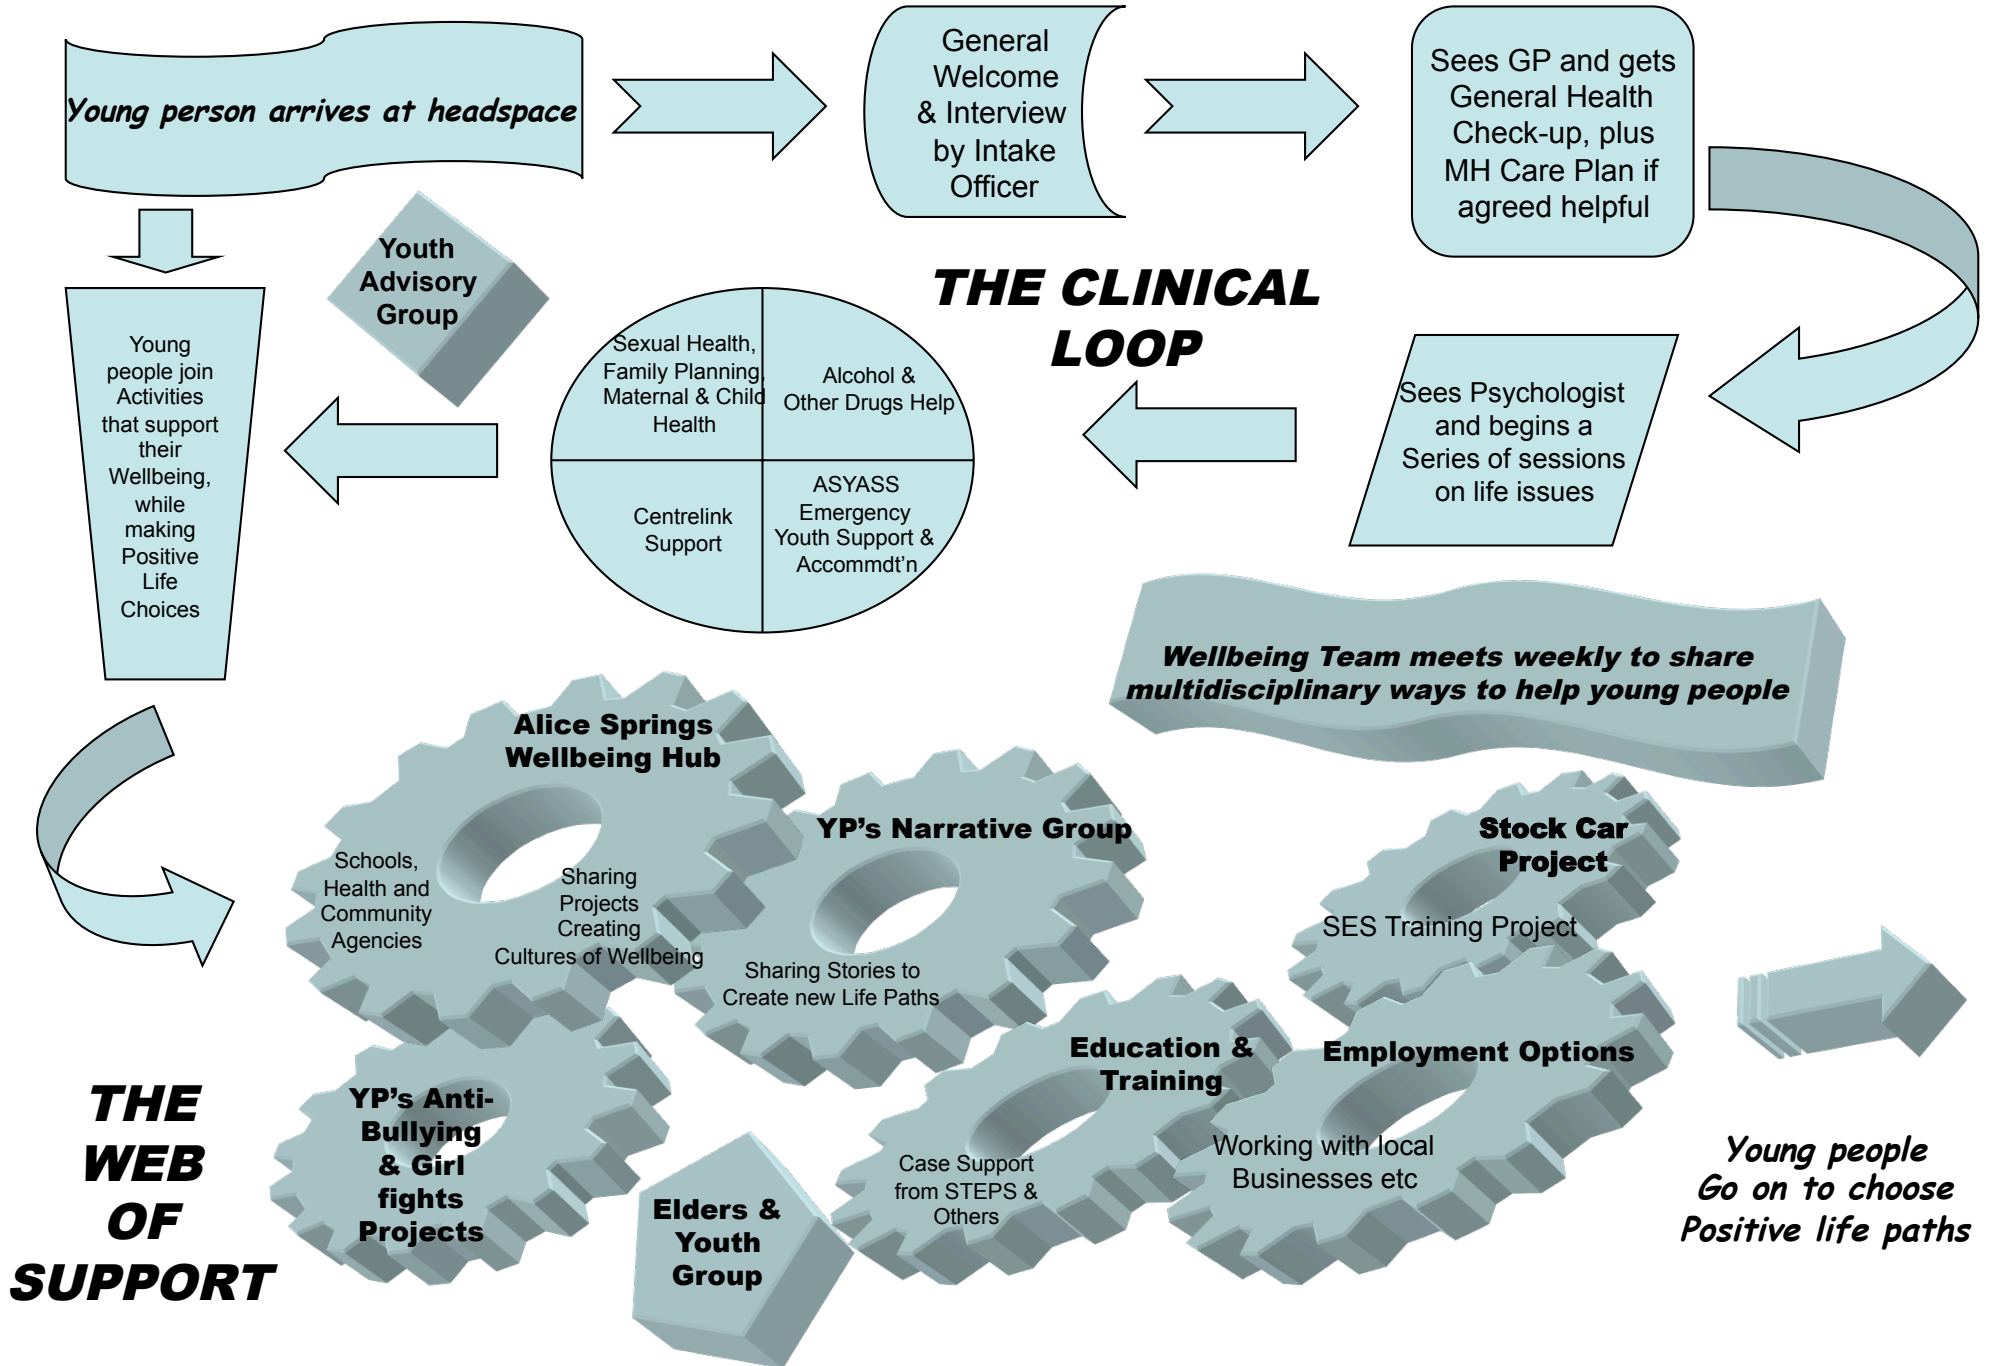 Young person arrives at headspace
General
Welcome
& Interview
by Intake
Officer
Sees GP and gets
General Health
Check-up, plus
MH Care Plan if
agreed helpful
Youth
Advisory
Group
THE CLINICAL
LOOP
Young
people join
Activities
that support
their
Wellbeing,
while
making
Positive
Life
Choices
Sexual Health,
Family Planning,
Maternal & Child
Health
Alcohol &
Other Drugs Help
Centrelink
Support
ASYASS
Emergency
Youth Support &
Accommdt'n
Sees Psychologist
and begins a
Series of sessions
on life issues
Wellbeing Team meets weekly to share
multidisciplinary ways to help young people
Alice Springs
Wellbeing Hub
Schools,
Health and
Community
Agencies
Sharing
Projects
Creating
Cultures of Wellbeing
YP's Narrative Group
Sharing Stories to
Create new Life Paths
Stock Car
Project
SES Training Project
THE
WEB
OF
SUPPORT
YP's Anti-
Bullying
& Girl
fights
Projects
Elders &
Youth
Group
Education &
Training
Case Support
from STEPS &
Others
Employment Options
Working with local
Businesses etc
Young people
Go on to choose
Positive life paths